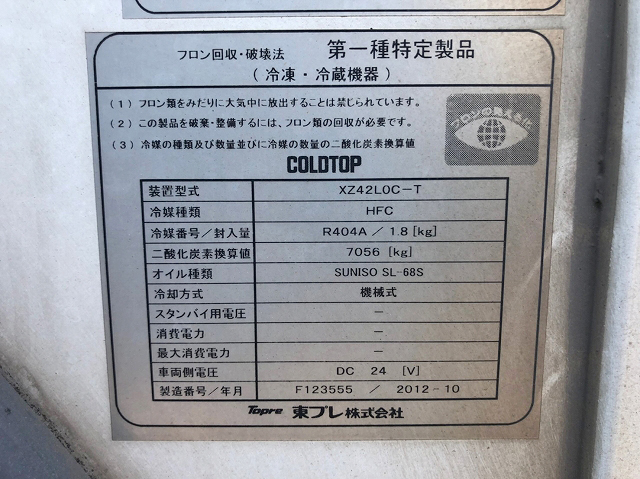 フロン回収・破壊法 第一種特定製品
(冷凍・冷蔵機器)
(1) フロン類をみだりに大気中に放出することは禁じられています。
(2) この製品を破棄・整備するには、フロン類の回収が必要です。
(3) 冷媒の種類及び数量並びに冷媒の数量の二酸化炭素換算値
COLDTOP
装置型式 XZ42L0C-T
冷媒種類 HFC
冷媒番号/封入量 R404A / 1.8 [kg]
二酸化炭素換算値 7056 [kg]
オイル種類 SUNISO SL-68S
冷却方式 機械式
スタンバイ用電圧 -
消費電力 -
最大消費電力 -
車両側電圧 DC 24 [V]
製造番号/年月 F123555 / 2012-10
Topre 東プレ株式会社